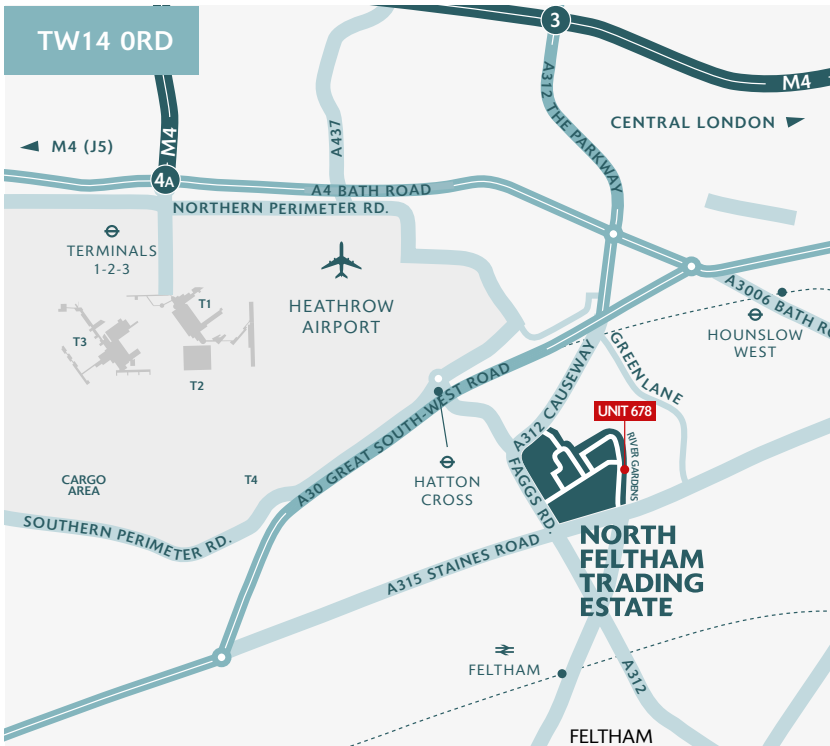 TW14 0RD
3
M4
M4
A312 THE PARKWAY
CENTRAL LONDON
M4 (J5)
A437
4A
A4 BATH ROAD
NORTHERN PERIMETER RD.
TERMINALS
1-2-3
HEATHROW
AIRPORT
T1
T3
T2
A3006 BATH RO
HOUNSLOW
WEST
GREEN LANE
A30 GREAT SOUTH-WEST ROAD
A312 CAUSEWAY
UNIT 678
RIVER GARDENS
FAGGS RD.
HATTON
CROSS
CARGO
AREA
T4
SOUTHERN PERIMETER RD.
A315 STAINES ROAD
NORTH
FELTHAM
TRADING
ESTATE
FELTHAM
A312
FELTHAM